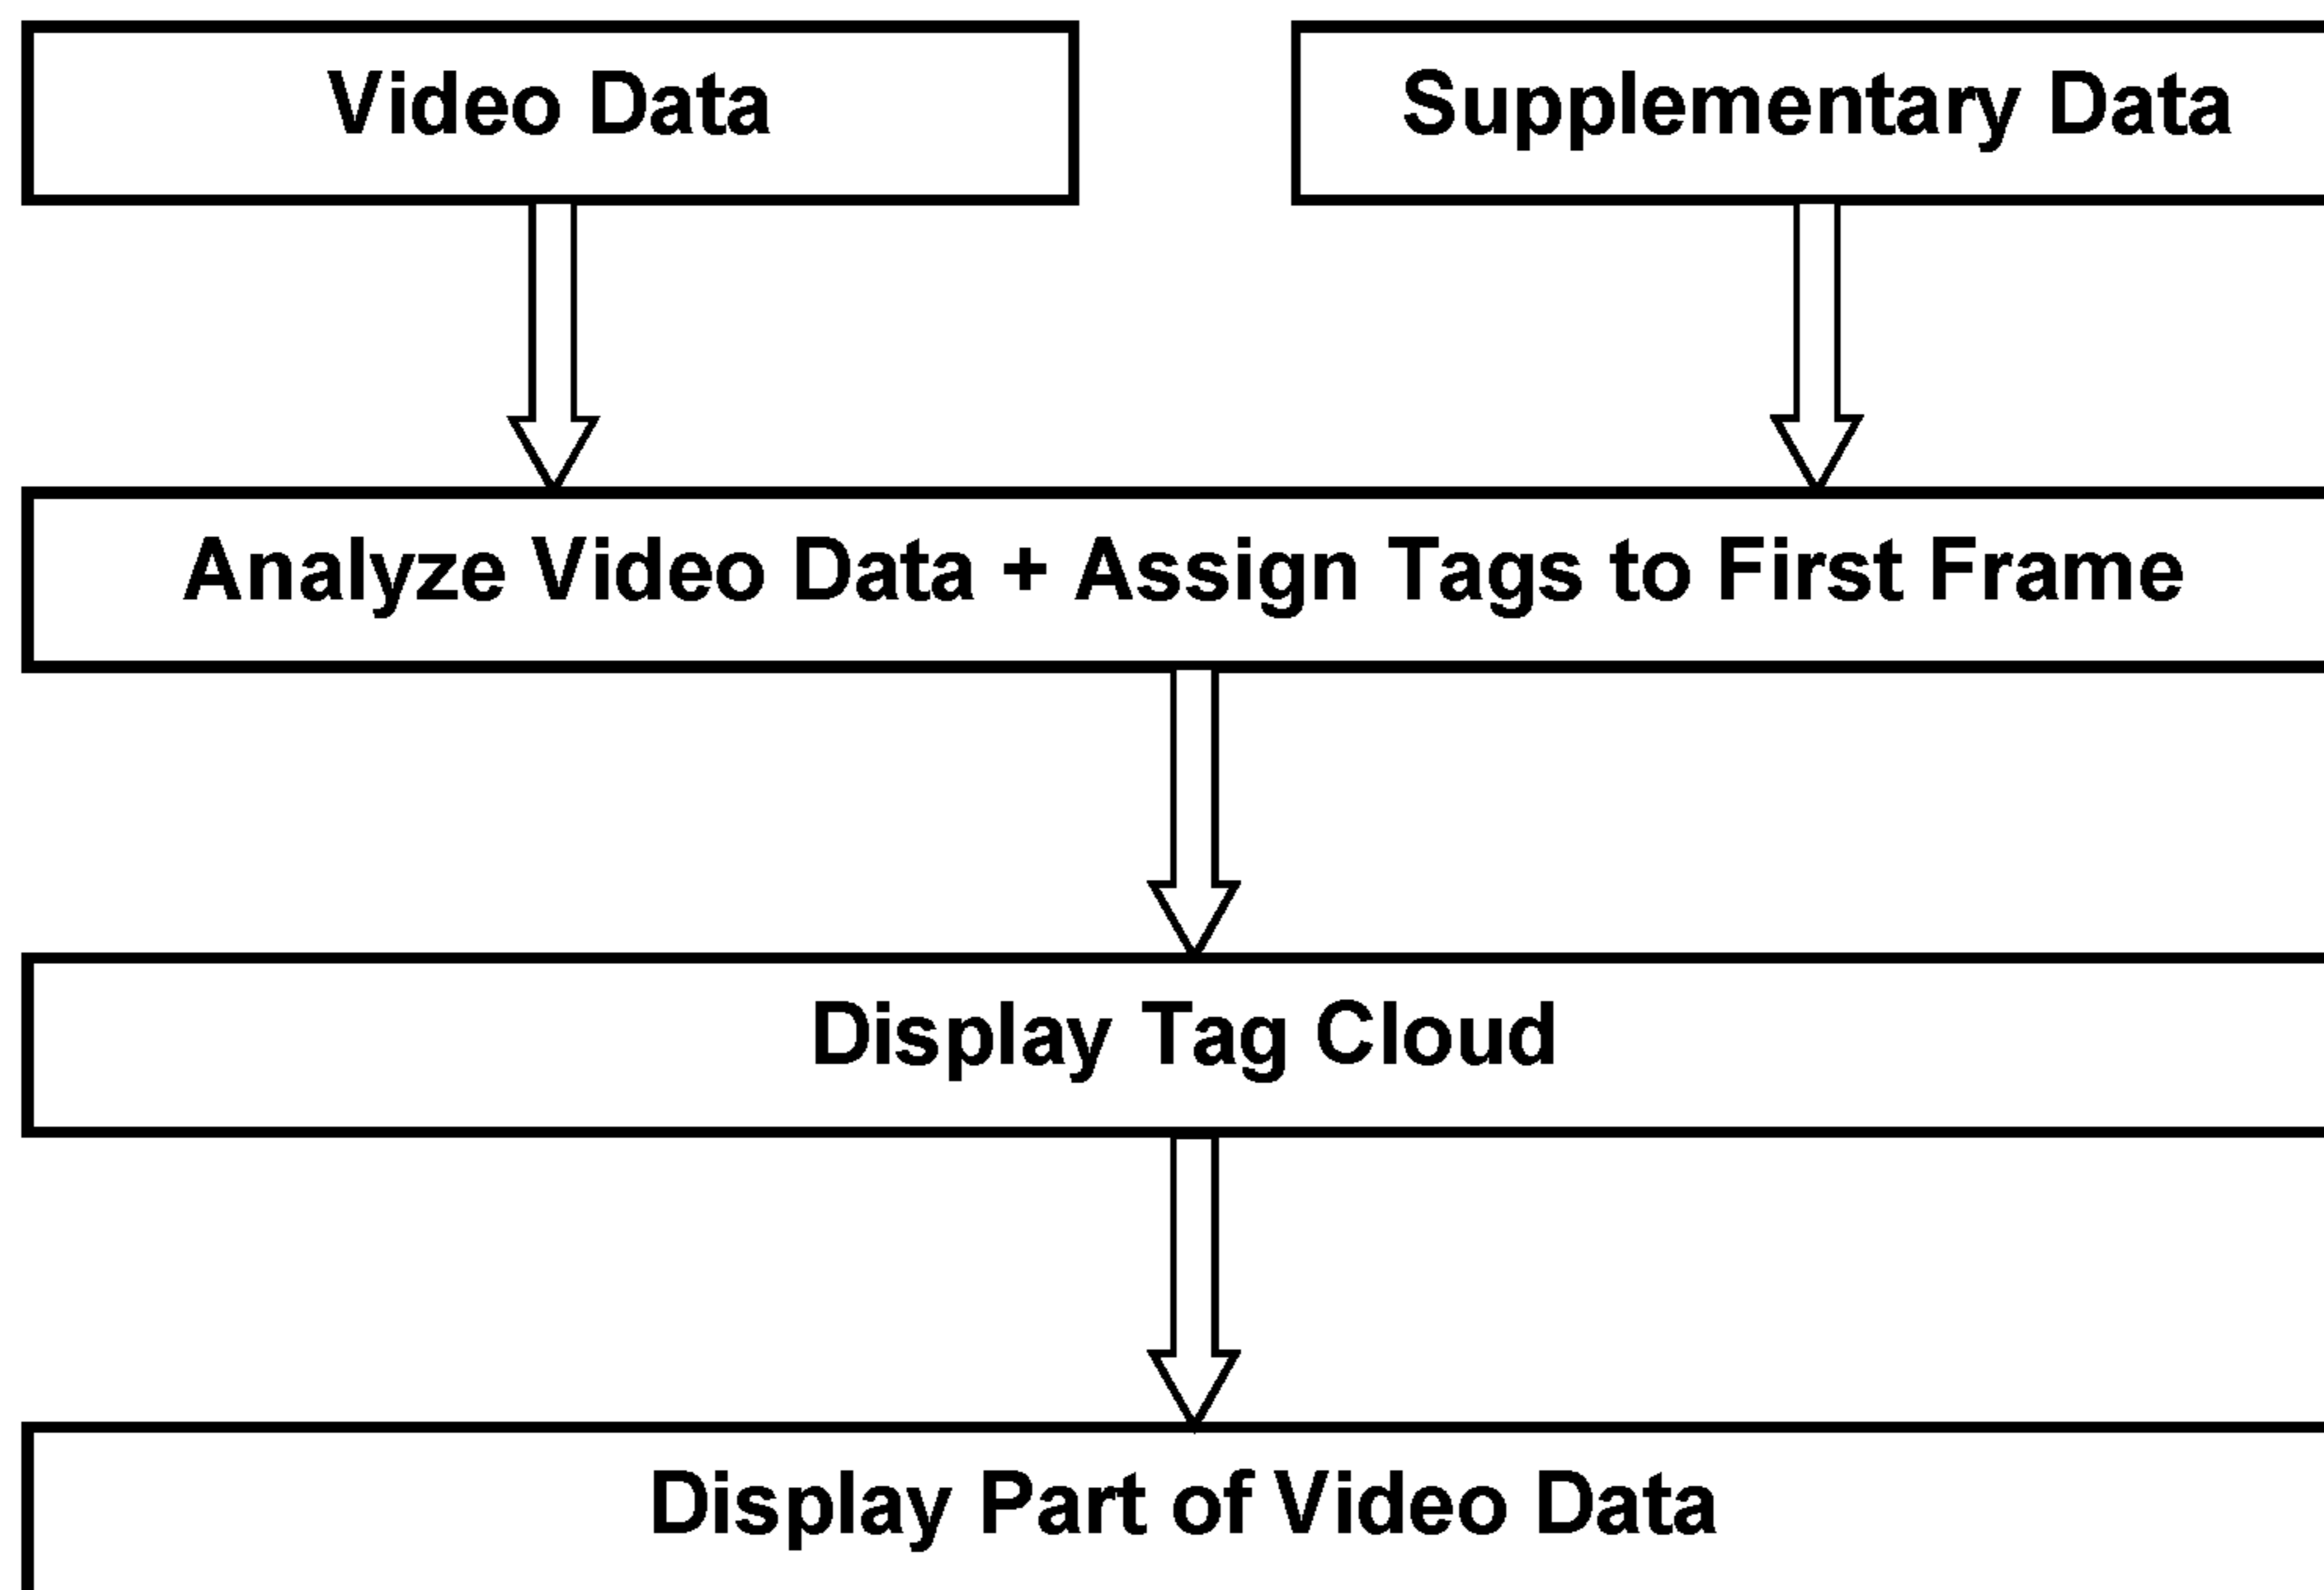 Video Data
Supplementary Data
Analyze Video Data + Assign Tags to First Frame
Display Tag Cloud
Display Part of Video Data